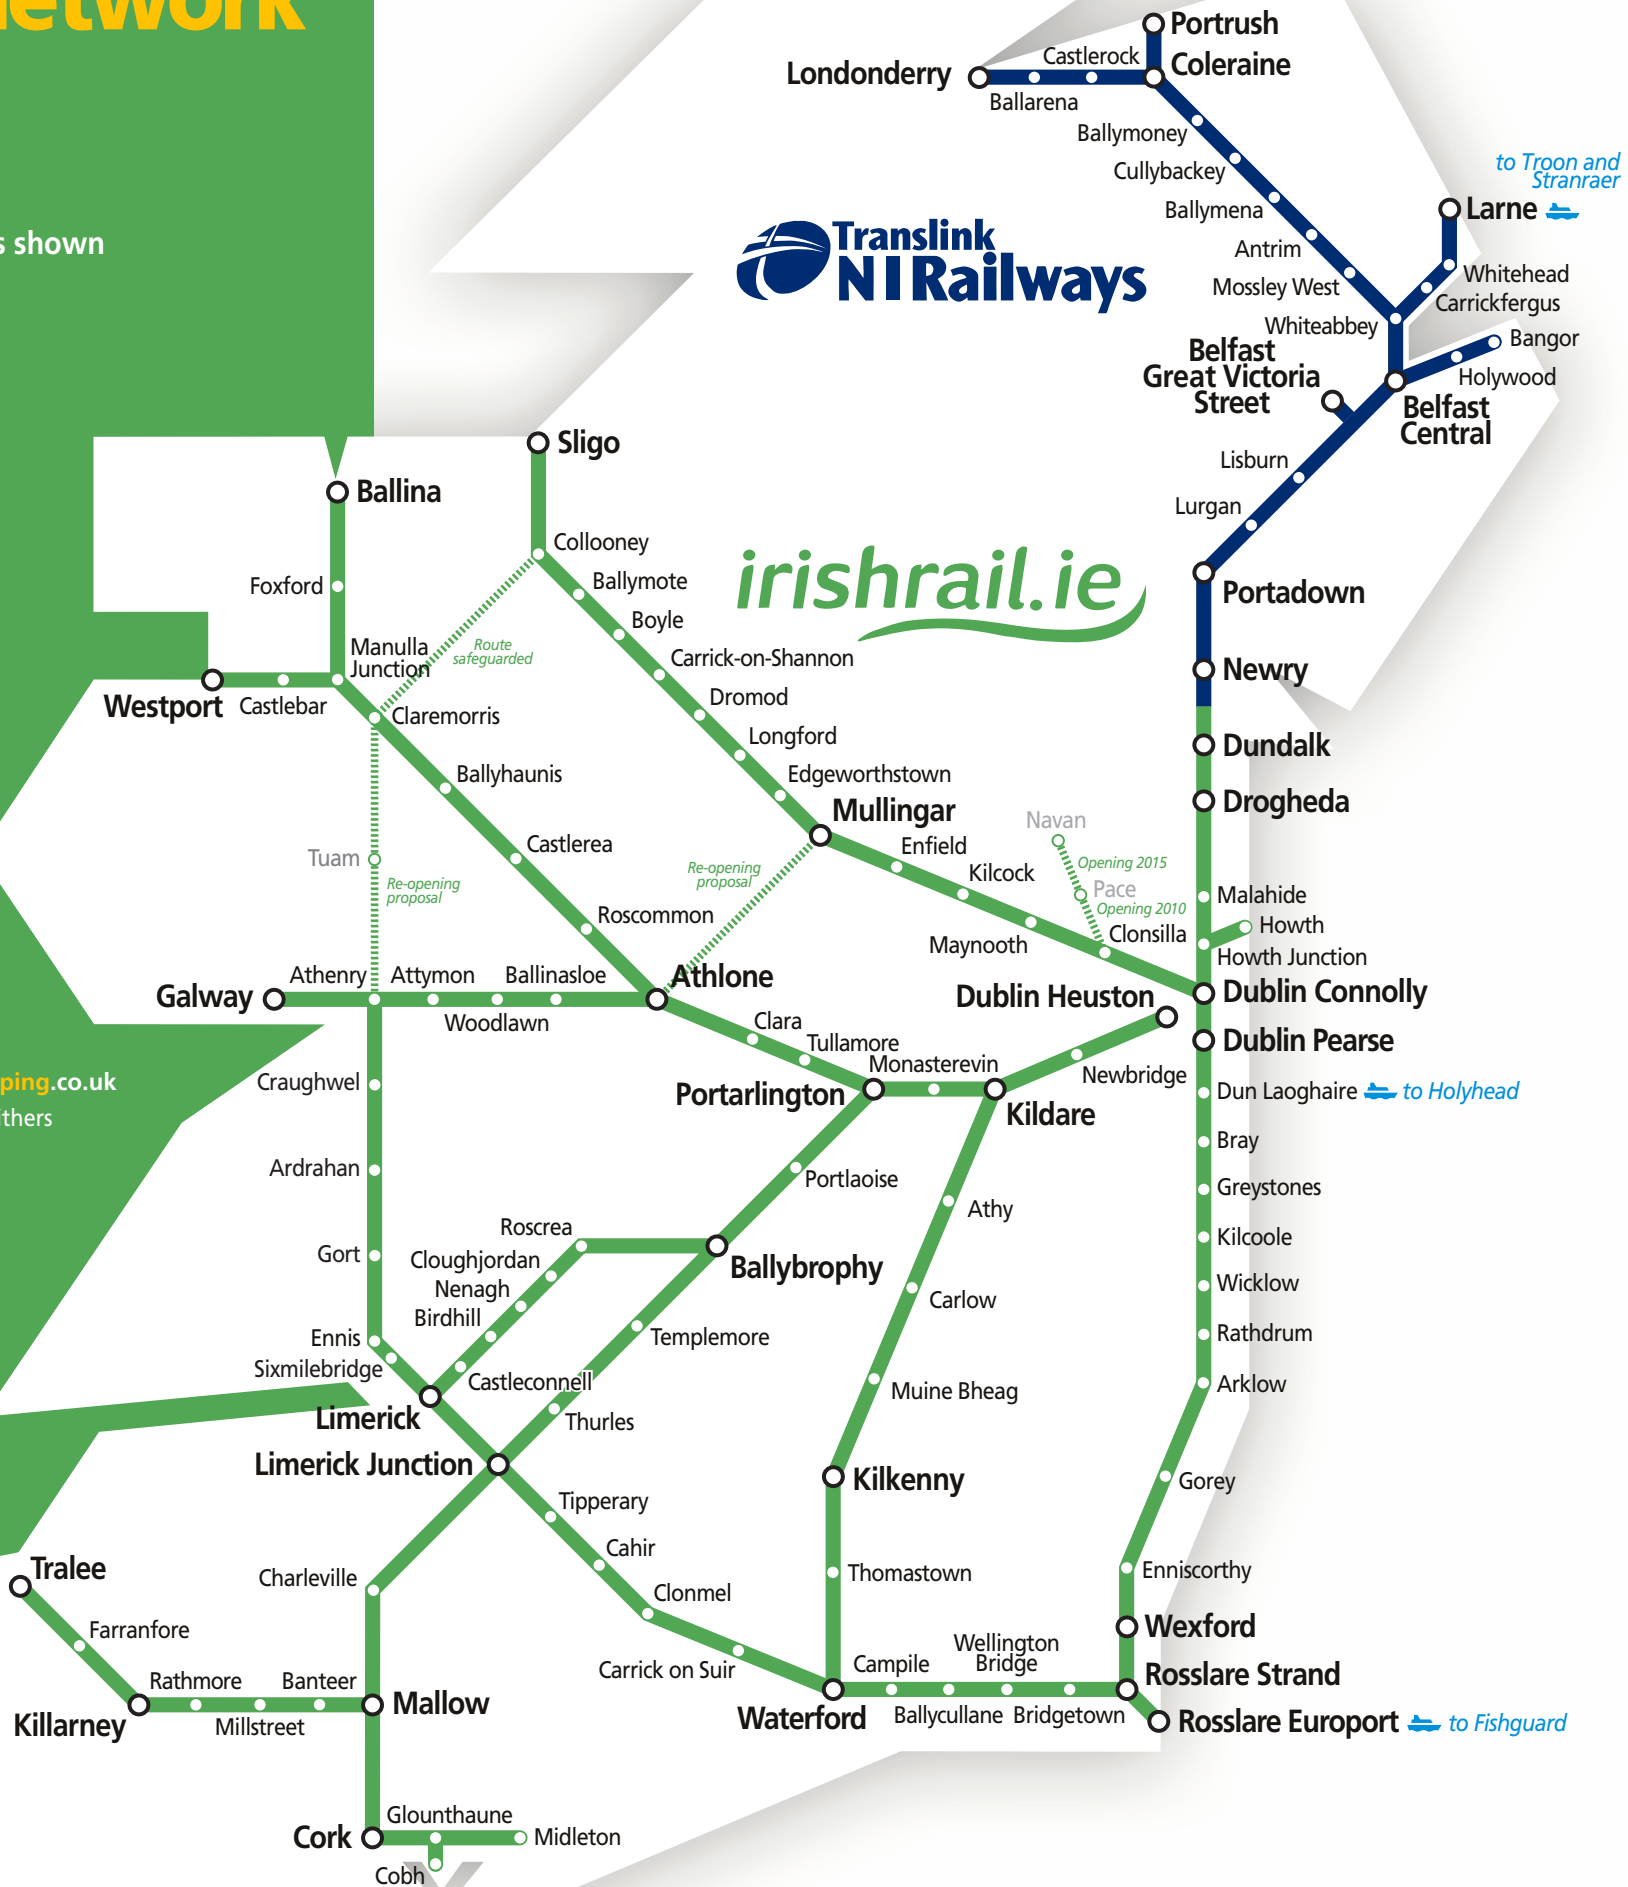 Portrush
Castlerock
Coleraine
Londonderry
Ballarena
Ballymoney
to Troon and
Stranraer
Cullybackey
Ballymena
Larne
Translink
NI Railways
s shown
Antrim
Mossley West
Whitehead
Carrickfergus
Whiteabbey
Bangor
Belfast
Great Victoria
Street
Holywood
Belfast
Central
Sligo
Lisburn
Ballina
Lurgan
Collooney
irishrail.ie
Foxford
Ballymote
Portadown
Boyle
Manulla
Junction
Route
safeguarded
Carrick-on-Shannon
Newry
Westport
Castlebar
Dromod
Claremorris
Longford
Dundalk
Ballyhaunis
Edgeworthstown
Drogheda
Mullingar
Navan
Castlerea
Enfield
Tuam
Opening 2015
Re-opening
proposal
Kilcock
Re-opening
proposal
Pace
Malahide
Opening 2010
Roscommon
Howth
Clonsilla
Maynooth
Howth Junction
Athenry
Attymon
Ballinasloe
Athlone
Galway
Dublin Heuston
Dublin Connolly
Woodlawn
Clara
Tullamore
Dublin Pearse
Monasterevin
Newbridge
ping.co.uk
Craughwel
Portarlington
Dun Laoghaire
to Holyhead
Kildare
ithers
Bray
Ardrahan
Portlaoise
Greystones
Athy
Roscrea
Kilcoole
Gort
Cloughjordan
Ballybrophy
Nenagh
Wicklow
Carlow
Birdhill
Ennis
Templemore
Rathdrum
Sixmilebridge
Castleconnell
Arklow
Muine Bheag
Limerick
Thurles
Limerick Junction
Kilkenny
Gorey
Tipperary
Cahir
Tralee
Charleville
Thomastown
Enniscorthy
Clonmel
Farranfore
Wexford
Wellington
Bridge
Carrick on Suir
Campile
Rathmore
Banteer
Rosslare Strand
Mallow
Killarney
Millstreet
Waterford
Ballycullane
Bridgetown
Rosslare Europort
to Fishguard
Glounthaune
Cork
Midleton
Cobh